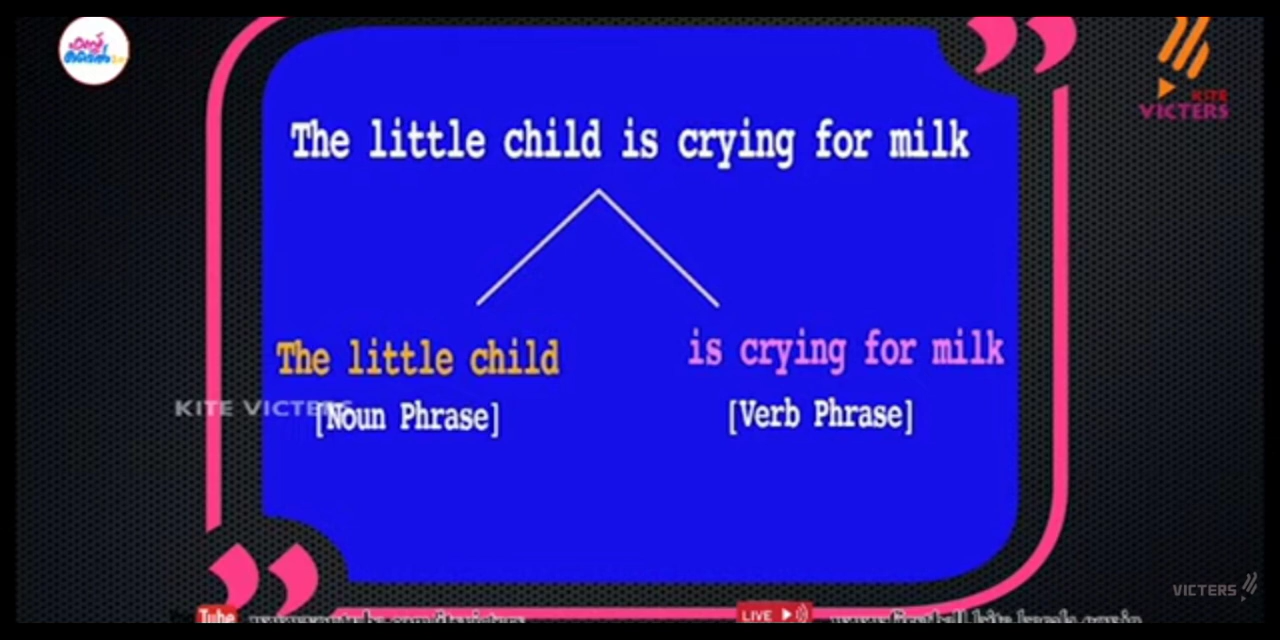 KITE
VICTERS
The little child is crying for milk
The little child
is crying for milk
KITE VICTERS
[Noun Phrase]
[Verb Phrase]
VICTERS
Tube
LIVE